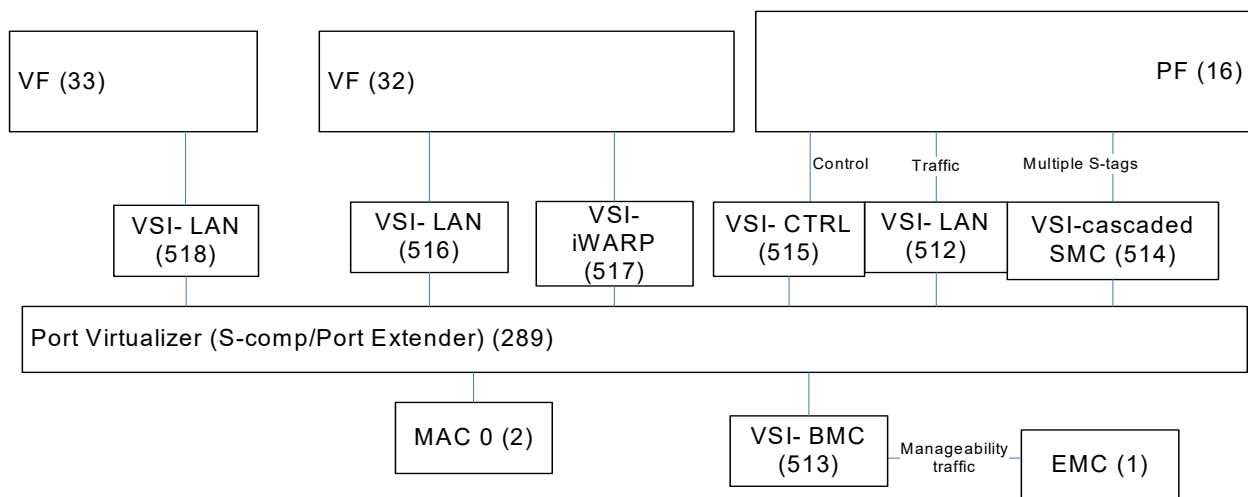 VF (33)
VF (32)
PF (16)
Control
Traffic
Multiple S-tags
VSI- LAN
(518)
VSI- LAN
(516)
VSI-
iWARP
(517)
VSI- CTRL
(515)
VSI- LAN
(512)
VSI-cascaded
SMC (514)
Port Virtualizer (S-comp/Port Extender) (289)
MAC 0 (2)
VSI- BMC
(513)
Manageability
traffic
EMC (1)